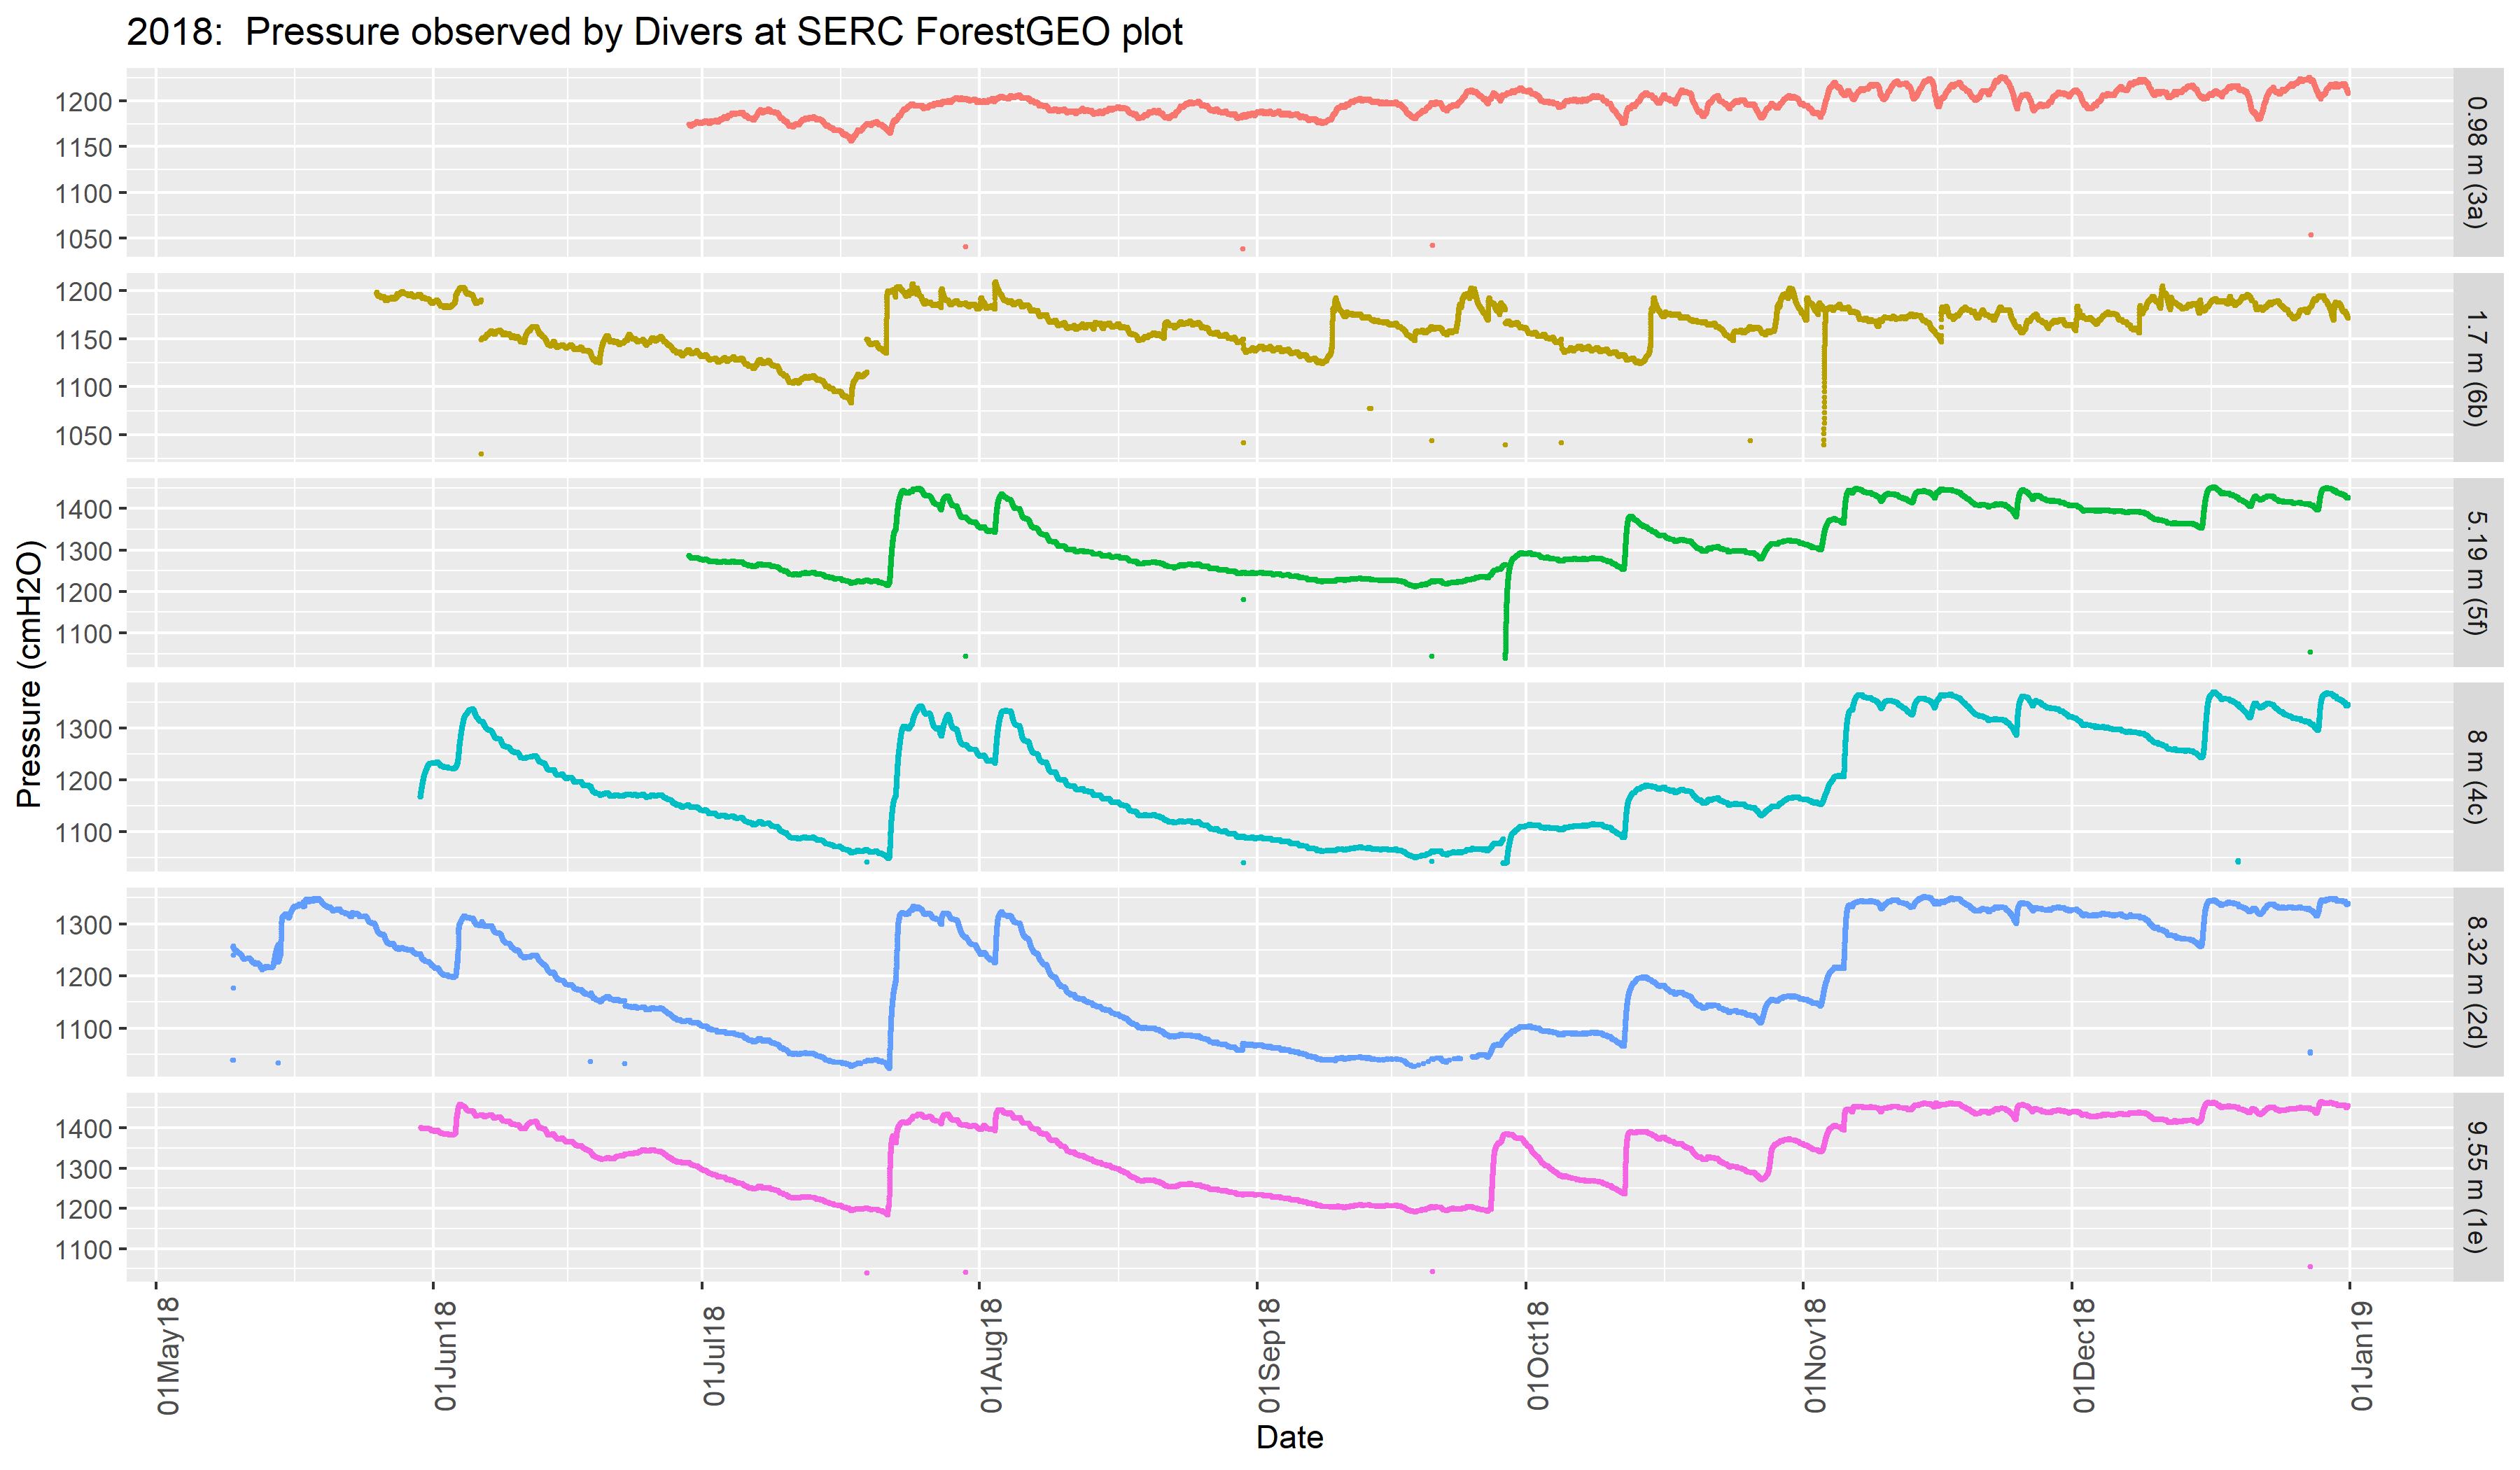 2018:  Pressure observed by Divers at SERC ForestGEO plot
Pressure (cmH2O)
1200
1150
1100
1050
0.98 m (3a)
1200
1150
1100
1050
1.7 m (6b)
1400
1300
1200
1100
5.19 m (5f)
1300
1200
1100
8 m (4c)
1300
1200
1100
8.32 m (2d)
1400
1300
1200
1100
9.55 m (1e)
01May18
01Jun18
01Jul18
01Aug18
01Sep18
01Oct18
01Nov18
01Dec18
01Jan19
Date